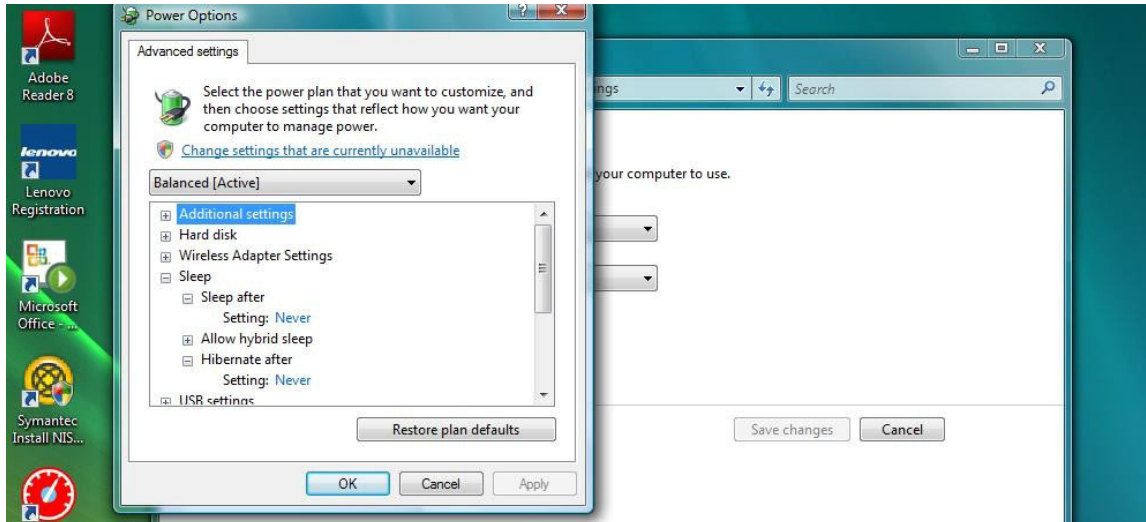 Adobe
Reader 8
lenovo
Lenovo
Registration
Microsoft
Office - ...
Symantec
Install NIS...
Power Options
Advanced settings
Select the power plan that you want to customize, and
then choose settings that reflect how you want your
computer to manage power.
Change settings that are currently unavailable
Balanced [Active]
Additional settings
Hard disk
Wireless Adapter Settings
Sleep
Sleep after
Setting: Never
Allow hybrid sleep
Hibernate after
Setting: Never
USB settings
Restore plan defaults
OK
Cancel
Apply
ngs
Search
your computer to use.
Save changes
Cancel